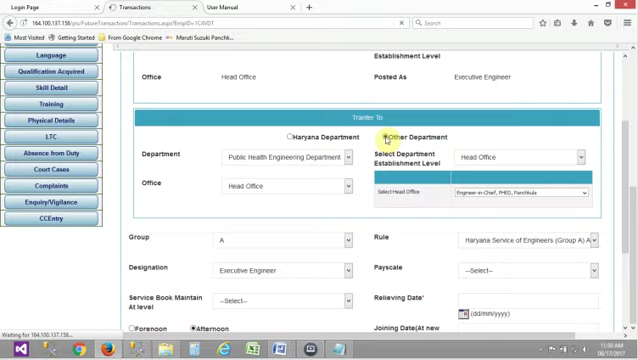 Login Page
Transactions
User Manual
164.100.137.158/pis/FutureTransaction/Transactions.aspx?EmpID=1C4VDT
Search
Most Visited
Getting Started
From Google Chrome
Maruti Suzuki Panchk...
Language
Qualification Acquired
Skill Detail
Training
Physical Details
LTC
Absence from Duty
Court Cases
Complaints
Enquiry/Vigilance
CCEntry
Establishment Level
Office
Head Office
Posted As
Executive Engineer
Tranfer To
Haryana Department
Other Department
Department
Public Health Engineering Department
Select Department
Establishment Level
Head Office
Office
Head Office
Select Head Office
Engineer-in-Chief, PHED, Panchkula
Group
A
Rule
Haryana Service of Engineers (Group A) A
Designation
Executive Engineer
Payscale
--Select--
Service Book Maintain
At level
--Select--
Relieving Date*
(dd/mm/yyyy)
Forenoon
Afternoon
Joining Date(At new
Waiting for 164.100.137.158...
11:50 AM
08/17/2017